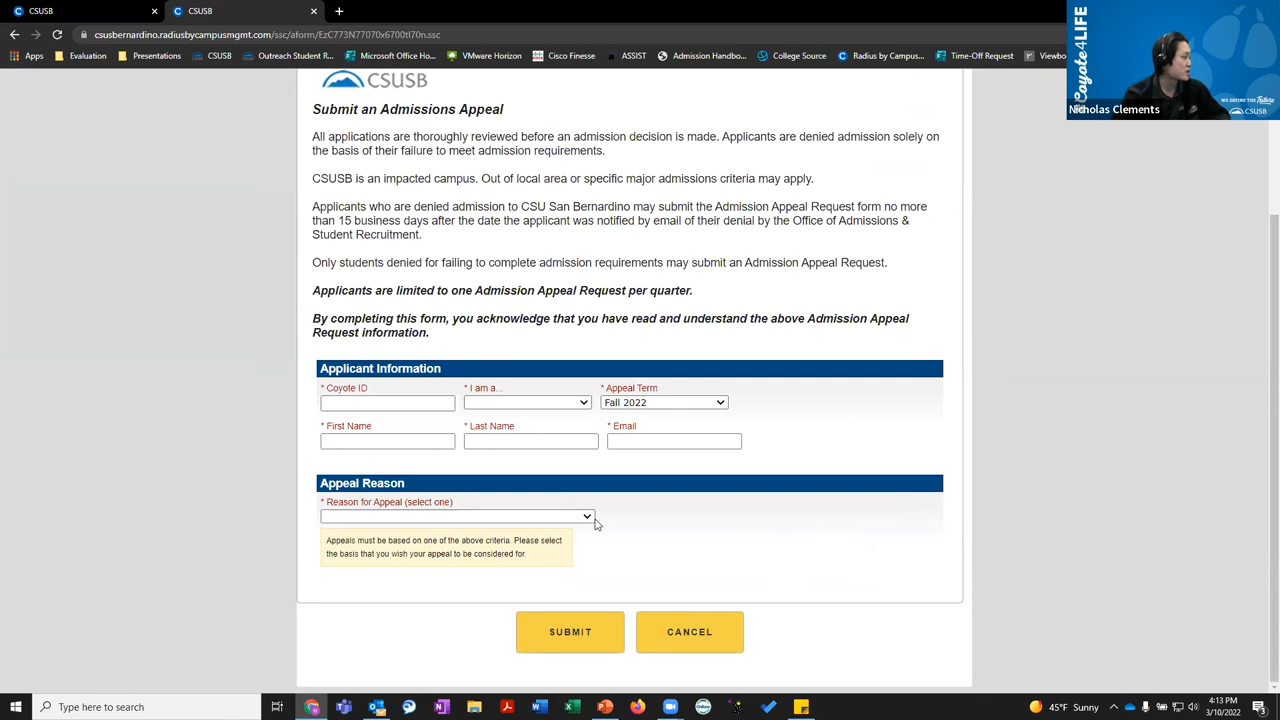 CSUSB
CSUSB
csusbernardino.radiusbycampusmgmt.com/ssc/aform/EzC773N77070x6700tl70n.ssc
Apps Evaluation Presentations CSUSB Outreach Student R... Microsoft Office Ho... VMware Horizon Cisco Finesse ASSIST Admission Handbo... College Source Radius by Campus... Time-Off Request Viewbo
Coyote4LIFE
WE DEFINE THE Future
CSUSB
Nicholas Clements
CSUSB
Submit an Admissions Appeal
All applications are thoroughly reviewed before an admission decision is made. Applicants are denied admission solely on
the basis of their failure to meet admission requirements.
CSUSB is an impacted campus. Out of local area or specific major admissions criteria may apply.
Applicants who are denied admission to CSU San Bernardino may submit the Admission Appeal Request form no more
than 15 business days after the date the applicant was notified by email of their denial by the Office of Admissions &
Student Recruitment.
Only students denied for failing to complete admission requirements may submit an Admission Appeal Request.
Applicants are limited to one Admission Appeal Request per quarter.
By completing this form, you acknowledge that you have read and understand the above Admission Appeal
Request information.
Applicant Information
* Coyote ID * I am a... * Appeal Term
Fall 2022
* First Name * Last Name * Email
Appeal Reason
* Reason for Appeal (select one)
Appeals must be based on one of the above criteria. Please select
the basis that you wish your appeal to be considered for.
SUBMIT CANCEL
Type here to search
45°F Sunny
4:13 PM
3/10/2022